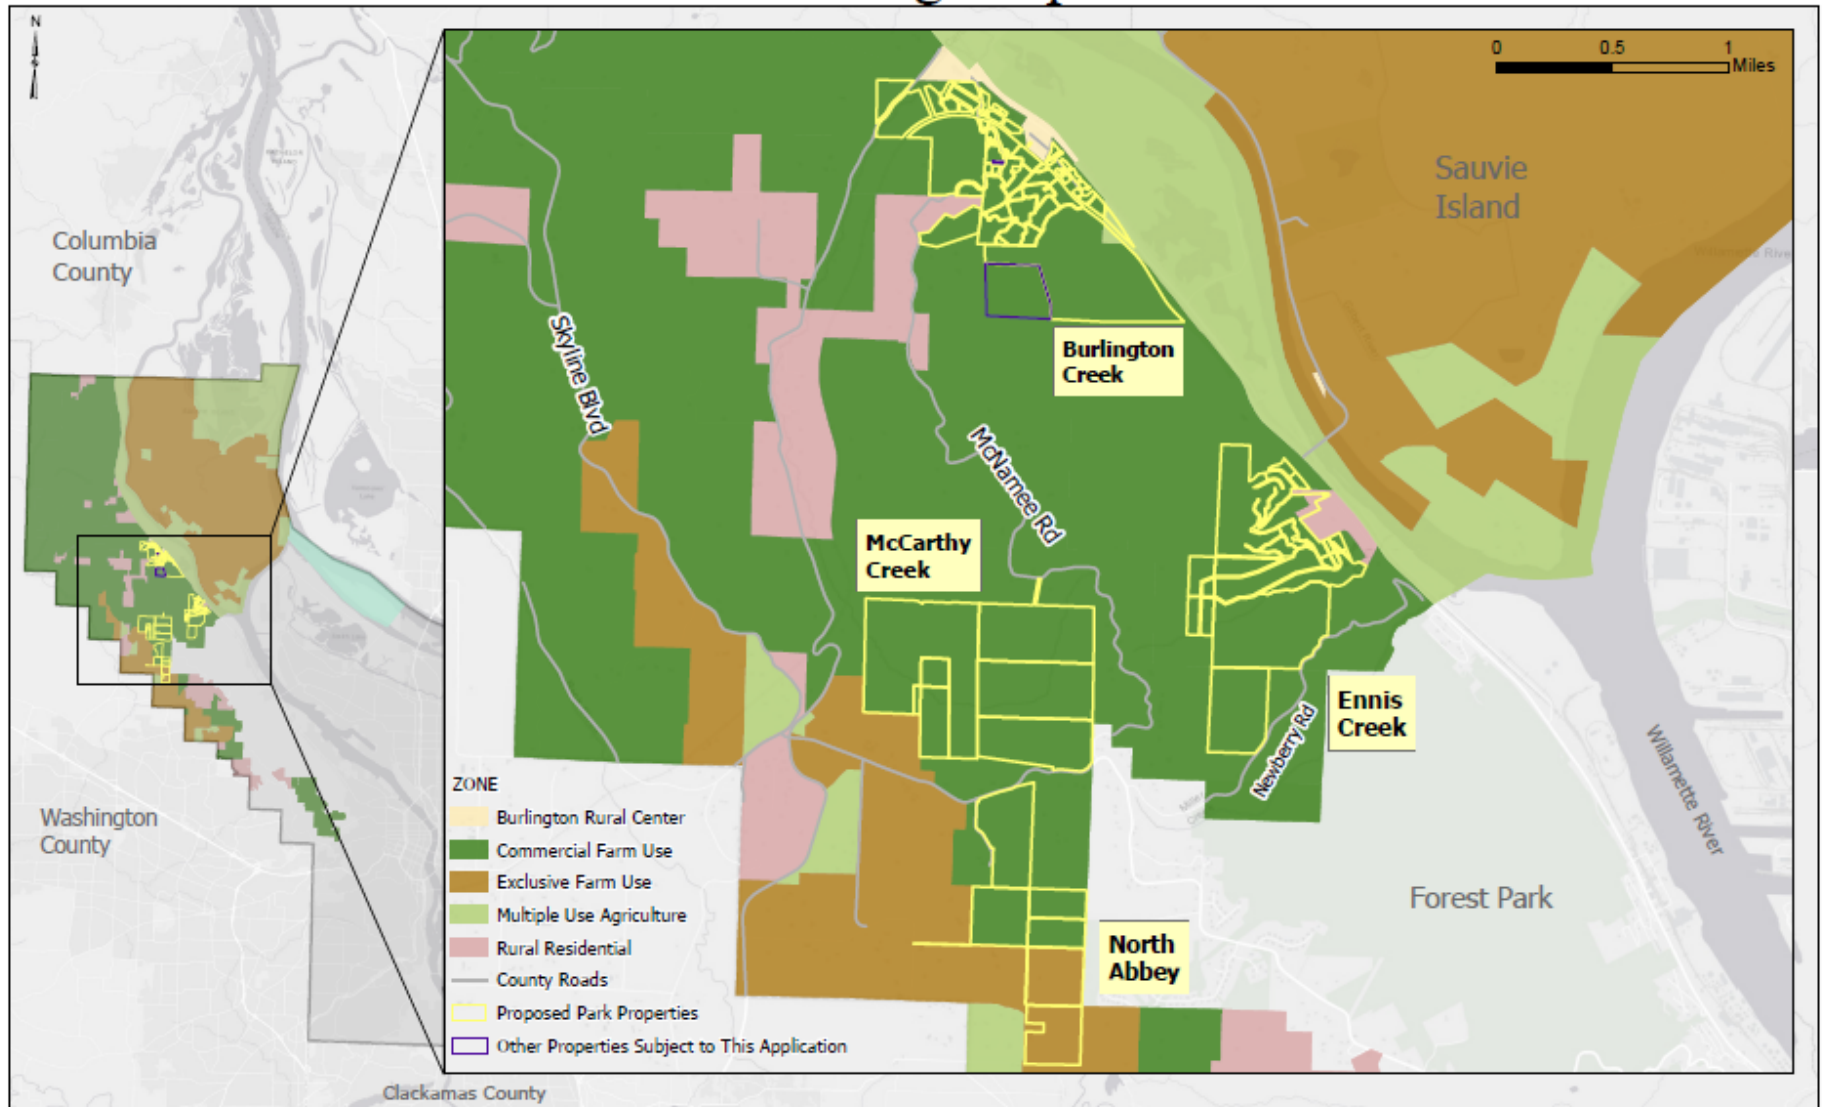 N
0 0.5 1
Miles
Sauvie
Island
Columbia
County
Burlington
Creek
Skyline Blvd
McNamee Rd
McCarthy
Creek
Ennis
Creek
Newberry Rd
Willamette River
Washington
County
Forest Park
North
Abbey
ZONE
Burlington Rural Center
Commercial Farm Use
Exclusive Farm Use
Multiple Use Agriculture
Rural Residential
County Roads
Proposed Park Properties
Other Properties Subject to This Application
Clackamas County